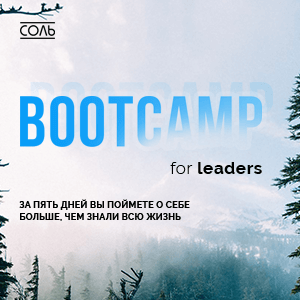 СОЛЬ
BOOTCAMP
for leaders
ЗА ПЯТЬ ДНЕЙ ВЫ ПОЙМЕТЕ О СЕБЕ
БОЛЬШЕ, ЧЕМ ЗНАЛИ ВСЮ ЖИЗНЬ